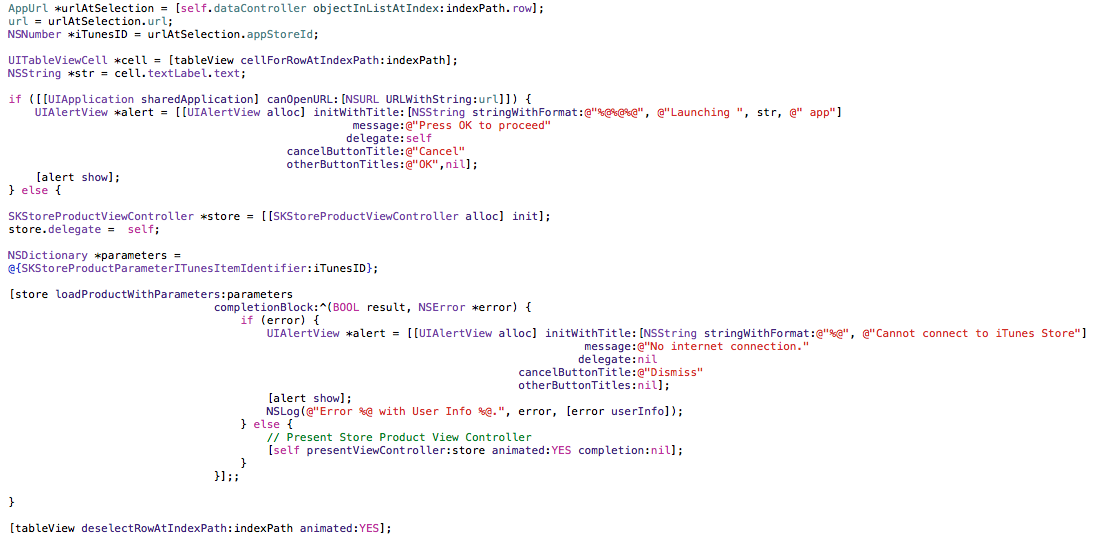 AppUrl *urlAtSelection = [self.dataController objectInListAtIndex:indexPath.row];
url = urlAtSelection.url;
NSNumber *iTunesID = urlAtSelection.appStoreId;
UITableViewCell *cell = [tableView cellForRowAtIndexPath:indexPath];
NSString *str = cell.textLabel.text;
if ([[UIApplication sharedApplication] canOpenURL:[NSURL URLWithString:url]]) {
UIAlertView *alert = [[UIAlertView alloc] initWithTitle:[NSString stringWithFormat:@"%@%@%@", @"Launching ", str, @" app"]
message:@"Press OK to proceed"
delegate:self
cancelButtonTitle:@"Cancel"
otherButtonTitles:@"OK",nil];
[alert show];
} else {
SKStoreProductViewController *store = [[SKStoreProductViewController alloc] init];
store.delegate =  self;
NSDictionary *parameters =
@{SKStoreProductParameterITunesItemIdentifier:iTunesID};
[store loadProductWithParameters:parameters
completionBlock:^(BOOL result, NSError *error) {
if (error) {
UIAlertView *alert = [[UIAlertView alloc] initWithTitle:[NSString stringWithFormat:@"%@", @"Cannot connect to iTunes Store"]
message:@"No internet connection."
delegate:nil
cancelButtonTitle:@"Dismiss"
otherButtonTitles:nil];
[alert show];
NSLog(@"Error %@ with User Info %@.", error, [error userInfo]);
} else {
// Present Store Product View Controller
[self presentViewController:store animated:YES completion:nil];
}
}];;
}
[tableView deselectRowAtIndexPath:indexPath animated:YES];